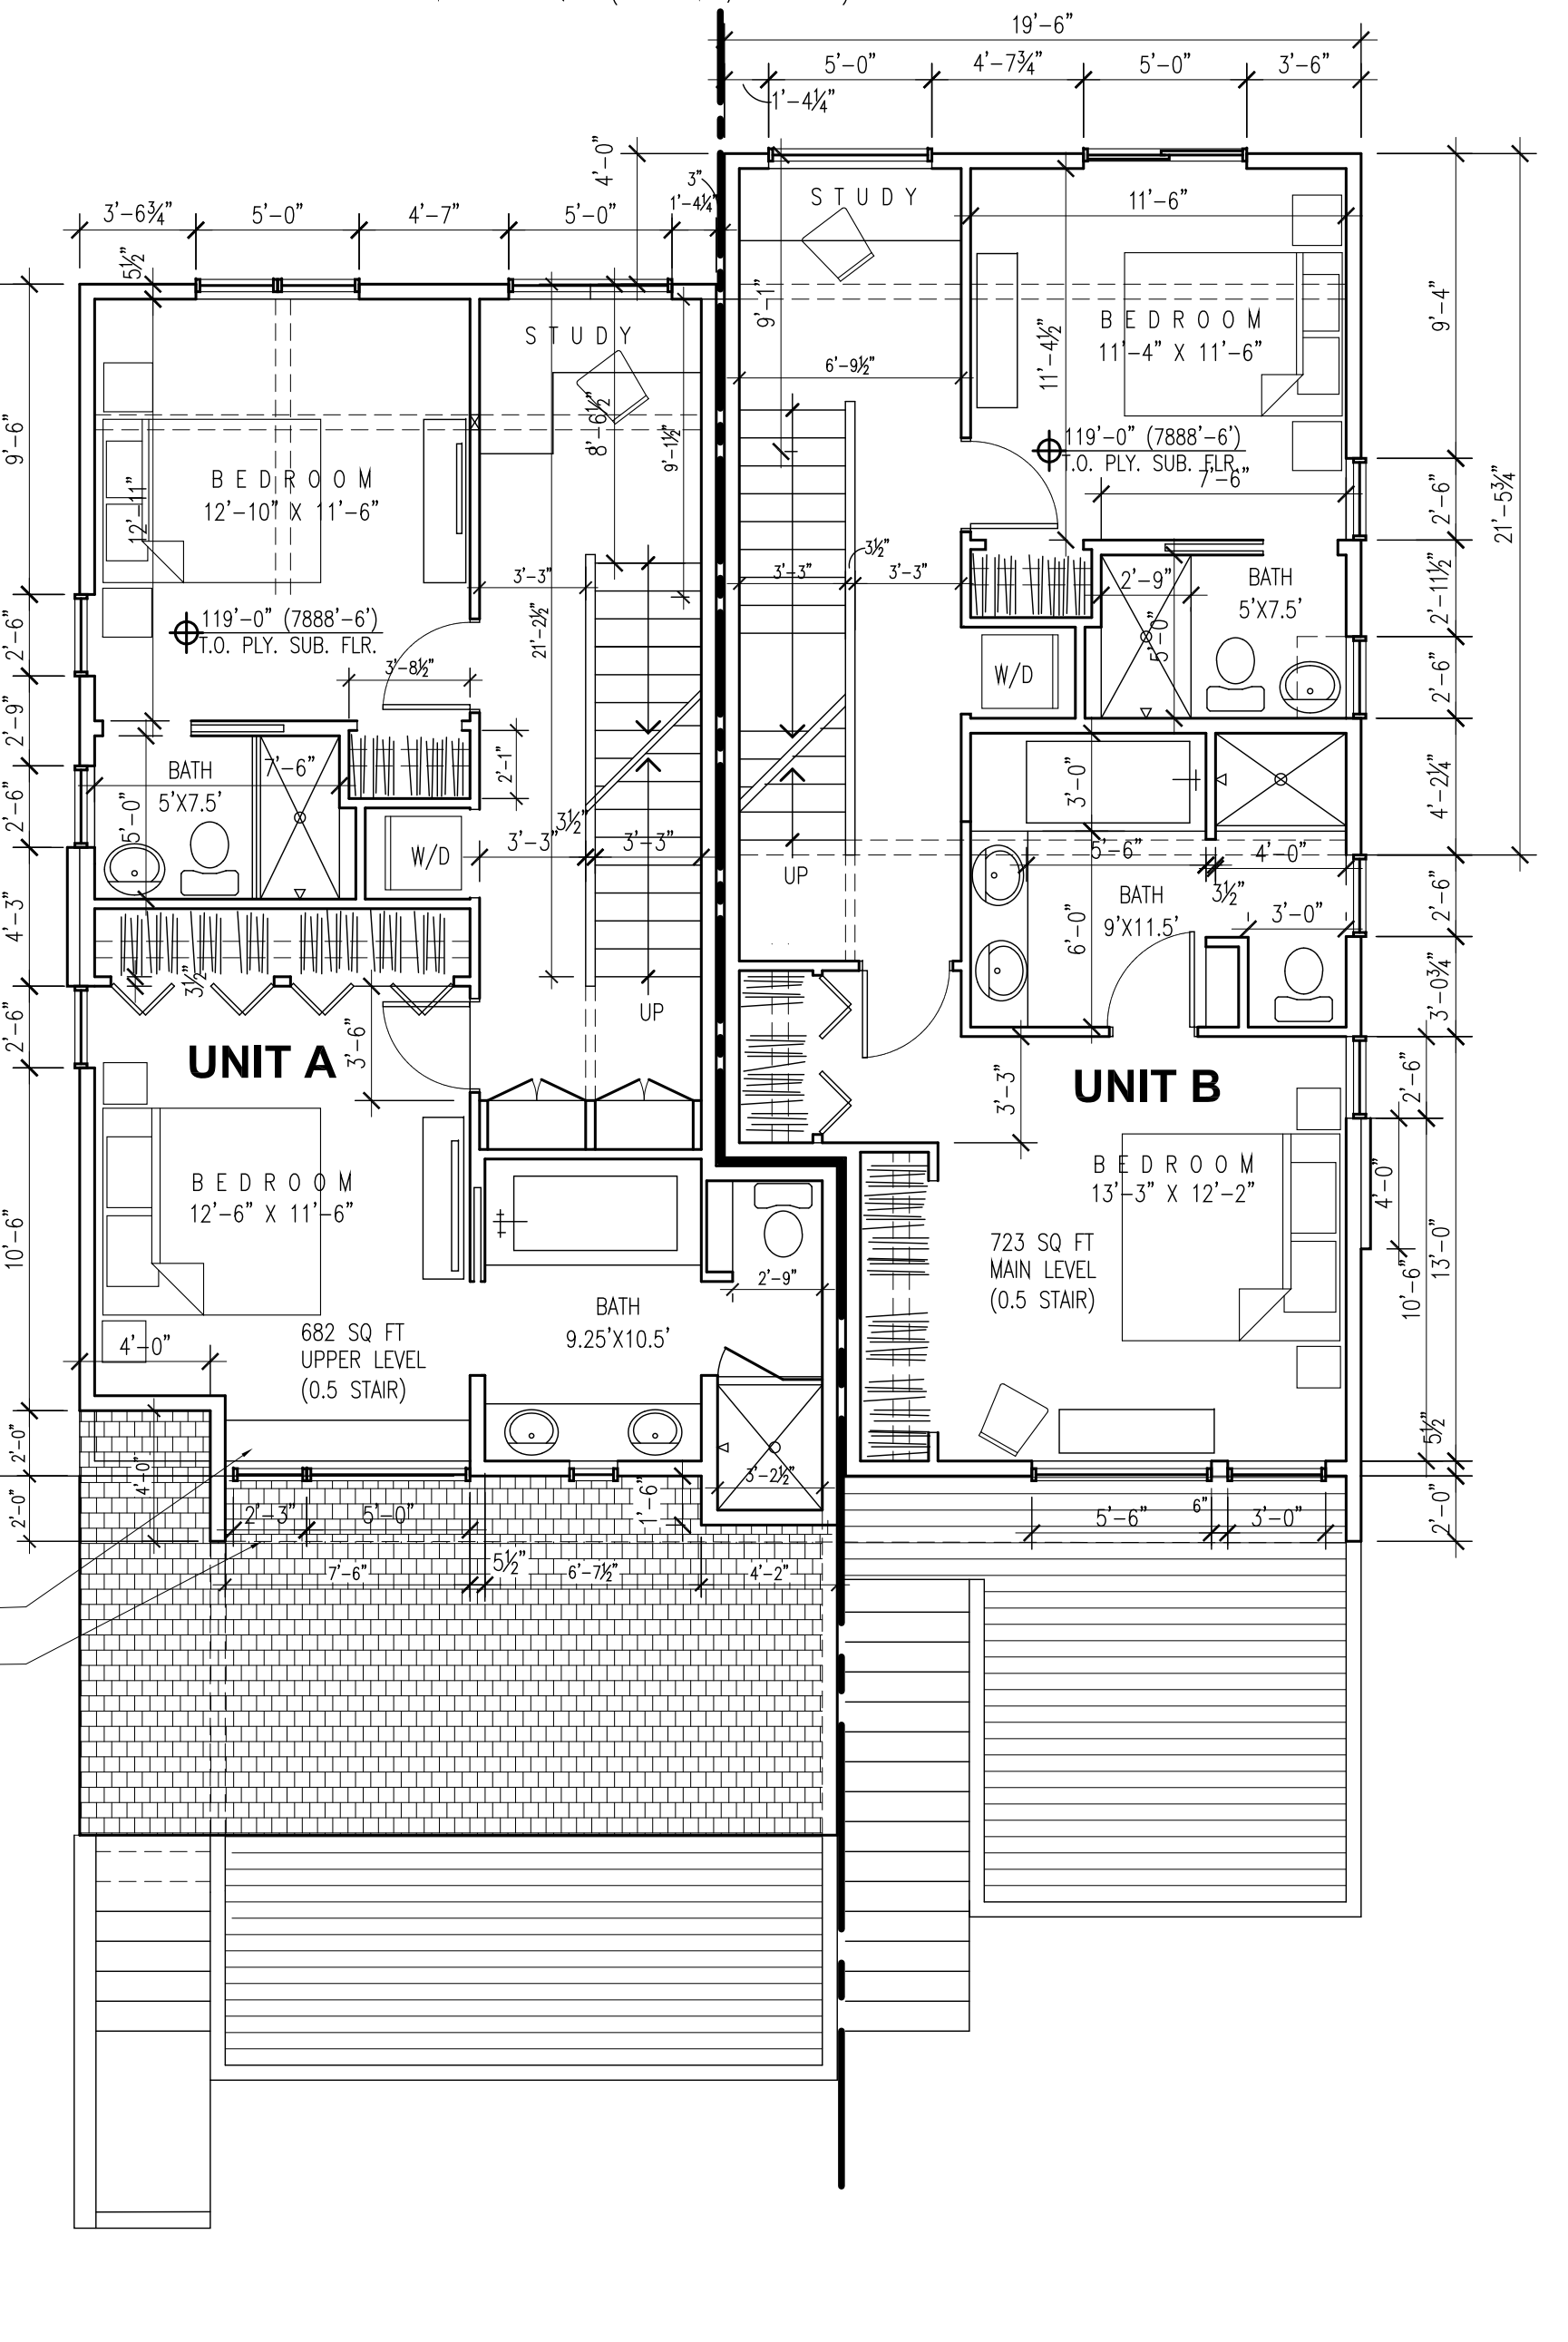 19'-6"
5'-0"
4'-7¾"
5'-0"
3'-6"
1'-4¼"
4'-0"
3"
1'-4¼"
3'-6¾"
5'-0"
4'-7"
5'-0"
5½"
STUDY
11'-6"
9'-1"
9'-4"
BEDROOM
11'-4" X 11'-6"
11'-4½"
6'-9½"
STUDY
8'-6½"
9'-1½"
9'-6"
119'-0" (7888'-6')
T.O. PLY. SUB. FLR.
7'-6"
2'-6"
21'-5¾"
BEDROOM
12'-10" X 11'-6"
12'-11"
3½"
3'-3"
3'-3"
3'-3"
2'-9"
BATH
5'X7.5'
2'-11½"
5'-0"
119'-0" (7888'-6')
T.O. PLY. SUB. FLR.
2'-6"
21'-2½"
3'-8½"
W/D
2'-6"
2'-9"
2'-1"
BATH
5'X7.5'
7'-6"
5'-0"
2'-6"
3½"
3'-3"
3'-3"
W/D
3'-0"
4'-2¼"
UP
5'-6"
4'-0"
3½"
BATH
9'X11.5'
3'-0"
6'-0"
2'-6"
4'-3"
3½"
3'-0¾"
UP
2'-6"
3'-6"
UNIT A
UNIT B
3'-3"
2'-6"
BEDROOM
12'-6" X 11'-6"
BEDROOM
13'-3" X 12'-2"
4'-0"
13'-0"
10'-6"
10'-6"
723 SQ FT
MAIN LEVEL
(0.5 STAIR)
2'-9"
BATH
9.25'X10.5'
682 SQ FT
UPPER LEVEL
(0.5 STAIR)
4'-0"
5½"
2'-0"
4'-0"
3'-2½"
1'-6"
2'-0"
2'-3"
5'-0"
5'-6"
6"
3'-0"
2'-0"
7'-6"
5½"
6'-7½"
4'-2"